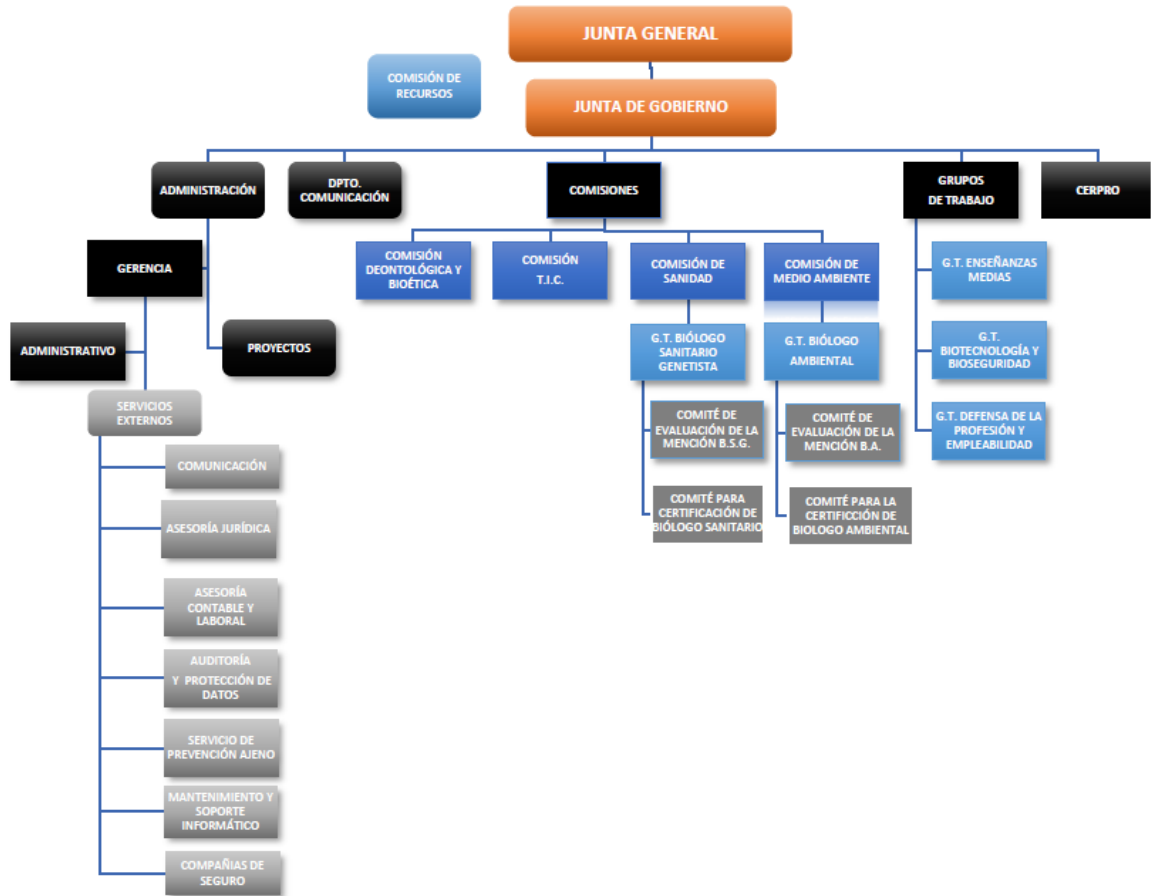 JUNTA GENERAL
COMISIÓN DE
RECURSOS
JUNTA DE GOBIERNO
ADMINISTRACIÓN
DPTO.
COMUNICACIÓN
COMISIONES
GRUPOS
DE TRABAJO
CERPRO
GERENCIA
COMISIÓN
DEONTOLÓGICA Y
BIOÉTICA
COMISIÓN
T.I.C.
COMISIÓN DE
SANIDAD
COMISIÓN DE
MEDIO AMBIENTE
G.T. ENSEÑANZAS
MEDIAS
ADMINISTRATIVO
PROYECTOS
G.T. BIÓLOGO
SANITARIO
GENETISTA
G.T. BIÓLOGO
AMBIENTAL
G.T.
BIOTECNOLOGÍA Y
BIOSEGURIDAD
SERVICIOS
EXTERNOS
COMITÉ DE
EVALUACIÓN DE LA
MENCIÓN B.S.G.
COMITÉ DE
EVALUACIÓN DE LA
MENCIÓN B.A.
G.T. DEFENSA DE LA
PROFESIÓN Y
EMPLEABILIDAD
COMUNICACIÓN
COMITÉ PARA
CERTIFICACIÓN DE
BIÓLOGO SANITARIO
COMITÉ PARA LA
CERTIFICCIÓN DE
BIOLOGO AMBIENTAL
ASESORÍA JURÍDICA
ASESORÍA
CONTABLE Y
LABORAL
AUDITORÍA
Y PROTECCIÓN DE
DATOS
SERVICIO DE
PREVENCIÓN AJENO
MANTENIMIENTO Y
SOPORTE
INFORMÁTICO
COMPAÑIAS DE
SEGURO